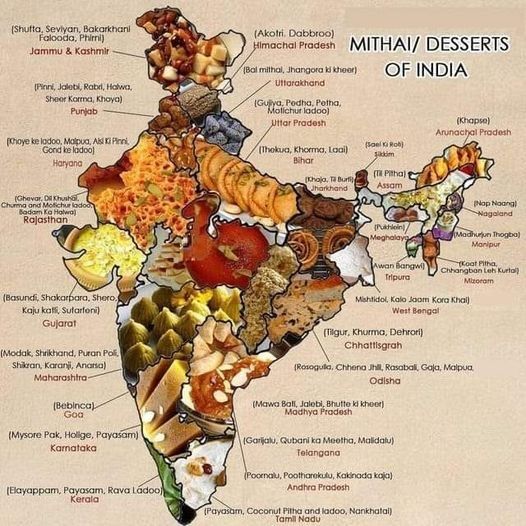 MITHAI/ DESSERTS
OF INDIA
(Shufta, Seviyan, Bakarkhani
Falooda, Phirni)
Jammu & Kashmir
(Akotri. Dabbroo)
Himachal Pradesh
(Bal mithai, Jhangora ki kheer)
Uttarakhand
(Pinni, Jalebi, Rabri, Halwa,
Sheer Korma, Khoya)
Punjab
(Gujiya, Pedha, Petha,
Motichur ladoo)
Uttar Pradesh
(Khapse)
Arunachal Pradesh
(Khoye ke ladoo, Malpua, Alsi Ki Pinni,
Gond ke ladoo)
Haryana
(Thekua, Khorma, Laai)
Bihar
(Sael Ki Roti)
Sikkim
(Khaja, Til Burfi)
Jharkhand
(Til Pitha)
Assam
(Nap Naang)
Nagaland
(Ghevar, Dil Khushal,
Churma and Motichur ladoo
Badam Ka Halwa)
Rajasthan
(Pukhlein)
Meghalaya
(Madhurjun Thogba)
Manipur
(Awan Bangwi)
Tripura
(Koat Pitha,
Chhangban Leh Kurtai)
Mizoram
(Basundi, Shakarpara, Shero,
Kaju katli, Sutarfeni)
Gujarat
Mishtidoi, Kalo Jaam Kora Khai)
West Bengal
(Tilgur, Khurma, Dehrori)
Chhattisgrah
(Modak, Shrikhand, Puran Poli,
Shikran, Karanji, Anarsa)
Maharashtra
(Rosogulla, Chhena Jhili, Rasabali, Gaja, Malpua,
Odisha
(Bebinca)
Goa
(Mawa Bati, Jalebi, Bhutte ki kheer)
Madhya Pradesh
(Mysore Pak, Holige, Payasam)
Karnataka
(Garijalu, Qubani ka Meetha, Malidalu)
Telangana
(Poornalu, Pootharekulu, Kakinada kaja)
Andhra Pradesh
(Elayappam, Payasam, Rava Ladoo)
Kerala
(Payasam, Coconut Pitha and ladoo, Nankhatai)
Tamil Nadu